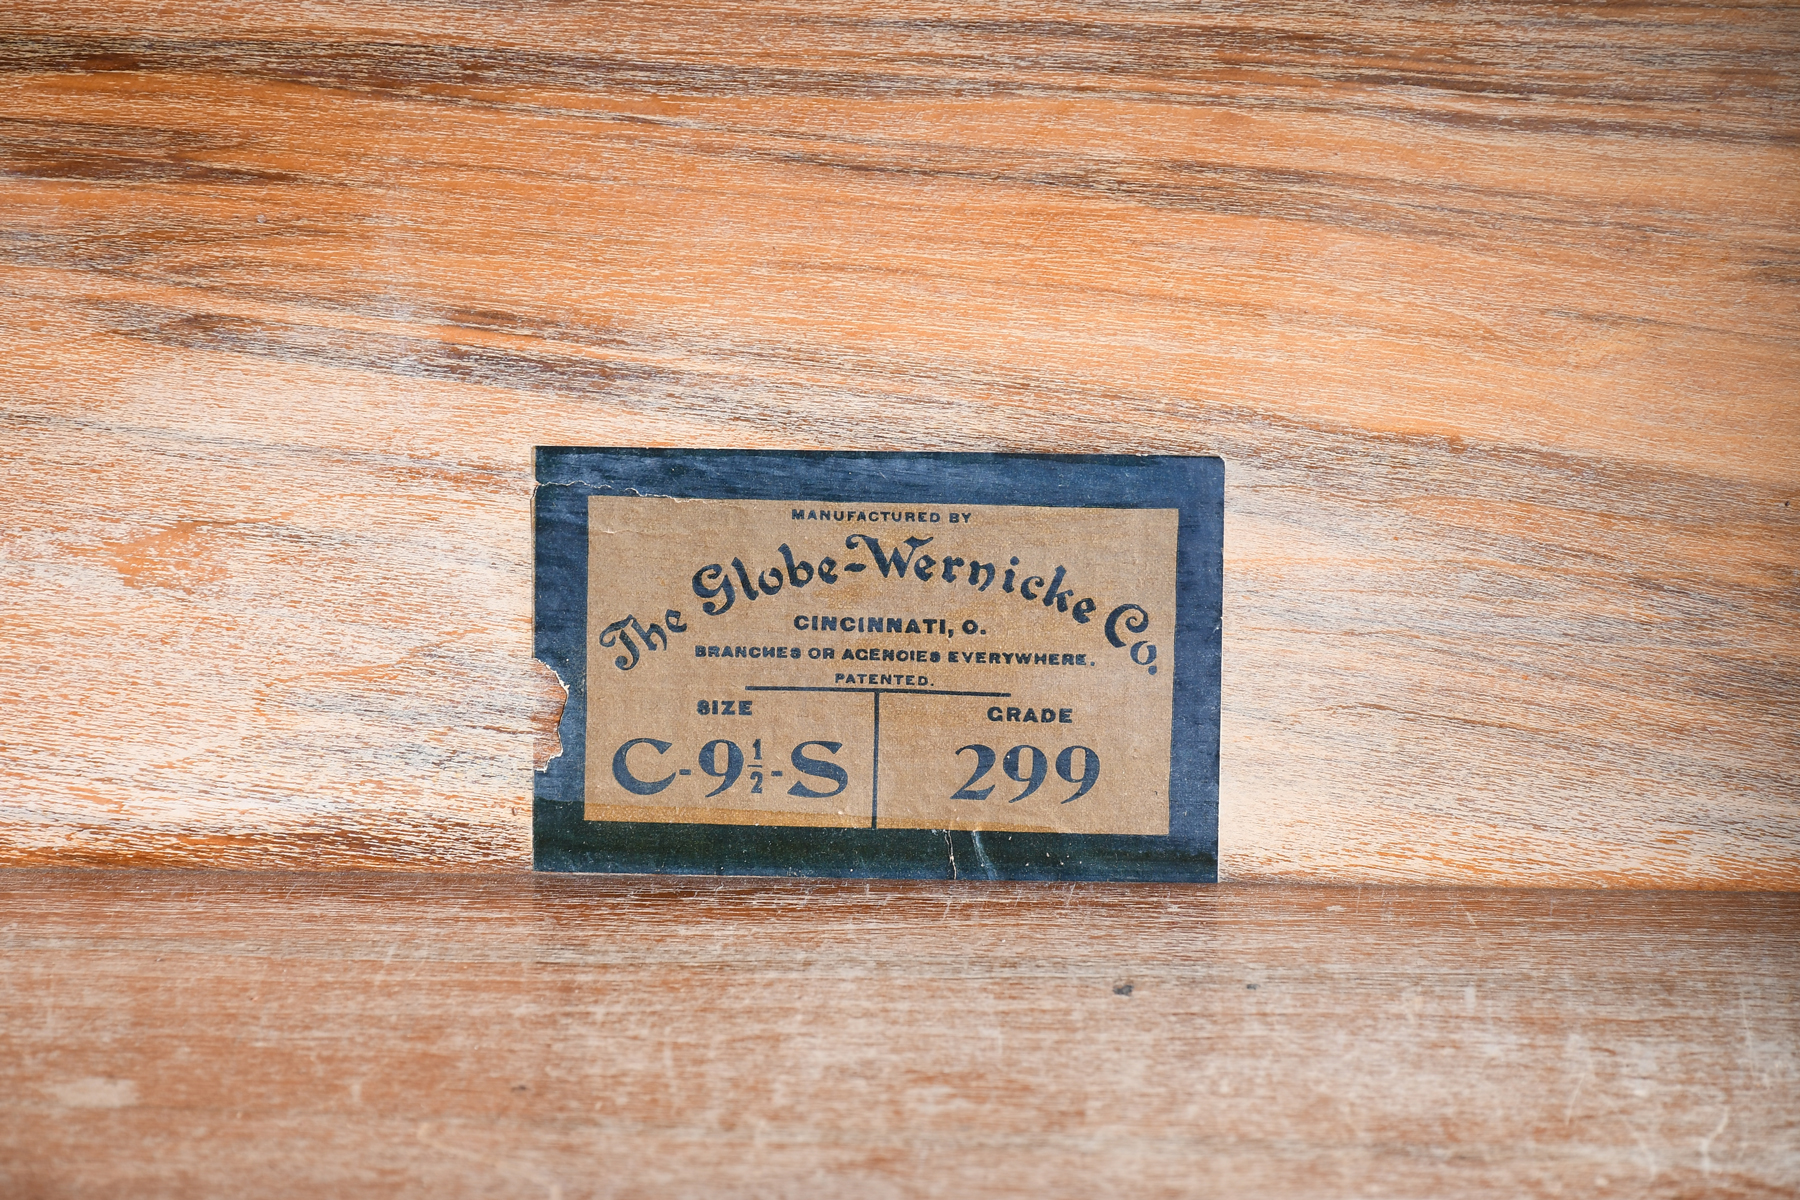 MANUFACTURED BY
The Globe-Wernicke Co.
CINCINNATI, O.
BRANCHES OR AGENCIES EVERYWHERE.
PATENTED.
SIZE GRADE
C-9½-S 299